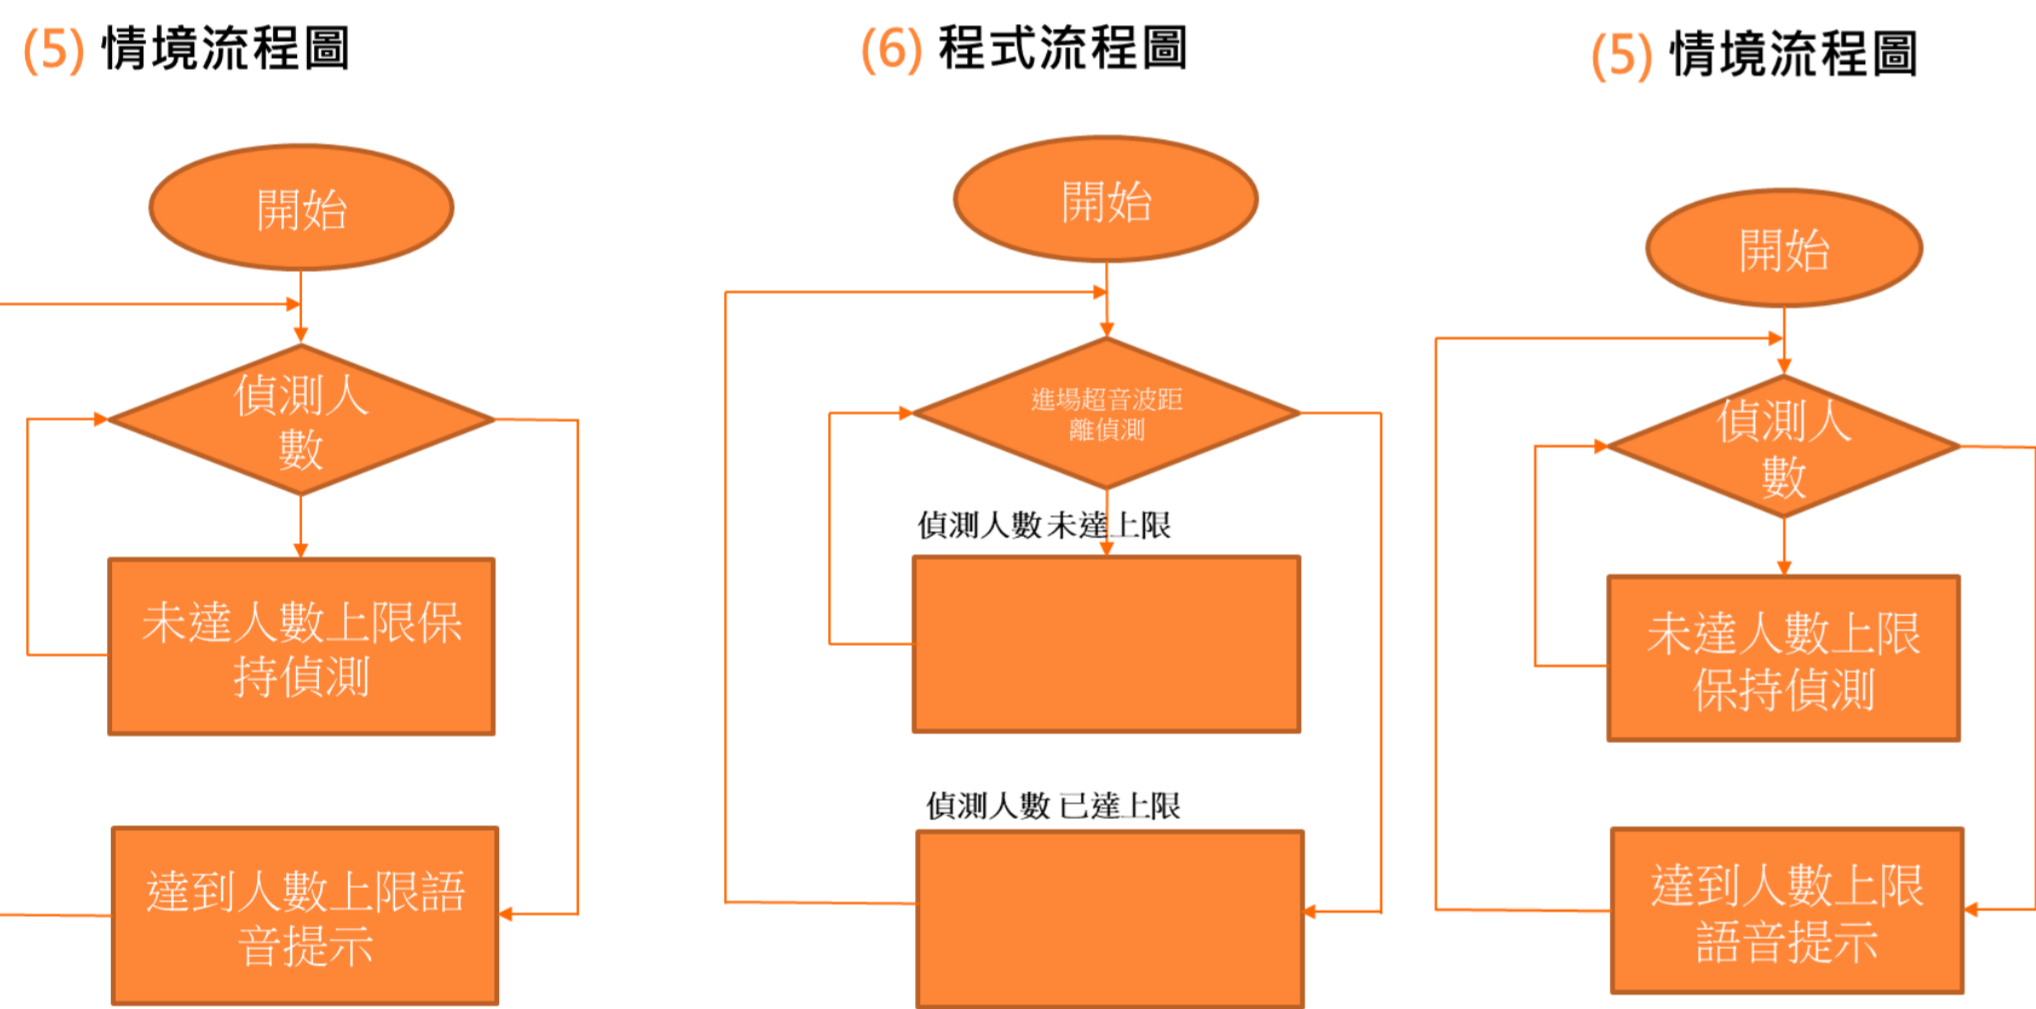 (5) 情境流程圖
開始
偵測人
數
未達人數上限保
持偵測
達到人數上限語
音提示
(6) 程式流程圖
開始
進場超音波距
離偵測
偵測人數 未達上限
偵測人數 已達上限
(5) 情境流程圖
開始
偵測人
數
未達人數上限
保持偵測
達到人數上限
語音提示